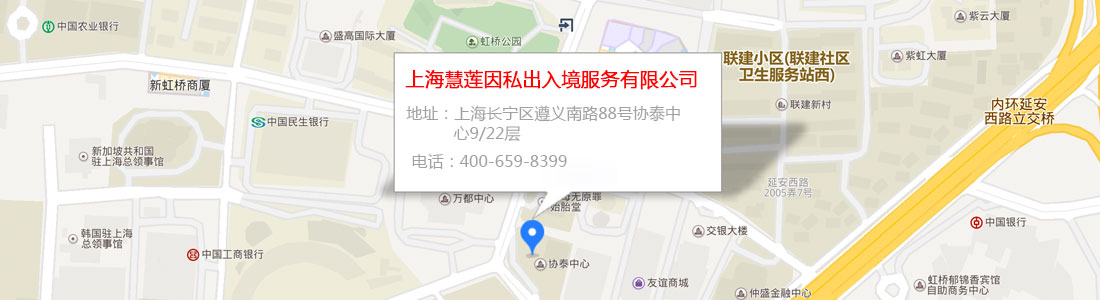 中国农业银行
盛高国际大厦
虹桥公园
紫云大厦
紫虹大厦
联建小区(联建社区
卫生服务站西)
新虹桥商厦
上海慧莲因私出入境服务有限公司
地址：上海长宁区遵义南路88号协泰中
心9/22层
电话：400-659-8399
联建新村
内环延安
西路立交桥
中国民生银行
新加坡共和国
驻上海总领事馆
延安西路
2005弄7号
万都中心
无原罪
始胎堂
韩国驻上海
总领事馆
中国工商银行
交银大楼
中国银行
协泰中心
友谊商城
仲盛金融中心
虹桥郁锦香宾馆
自助商务中心